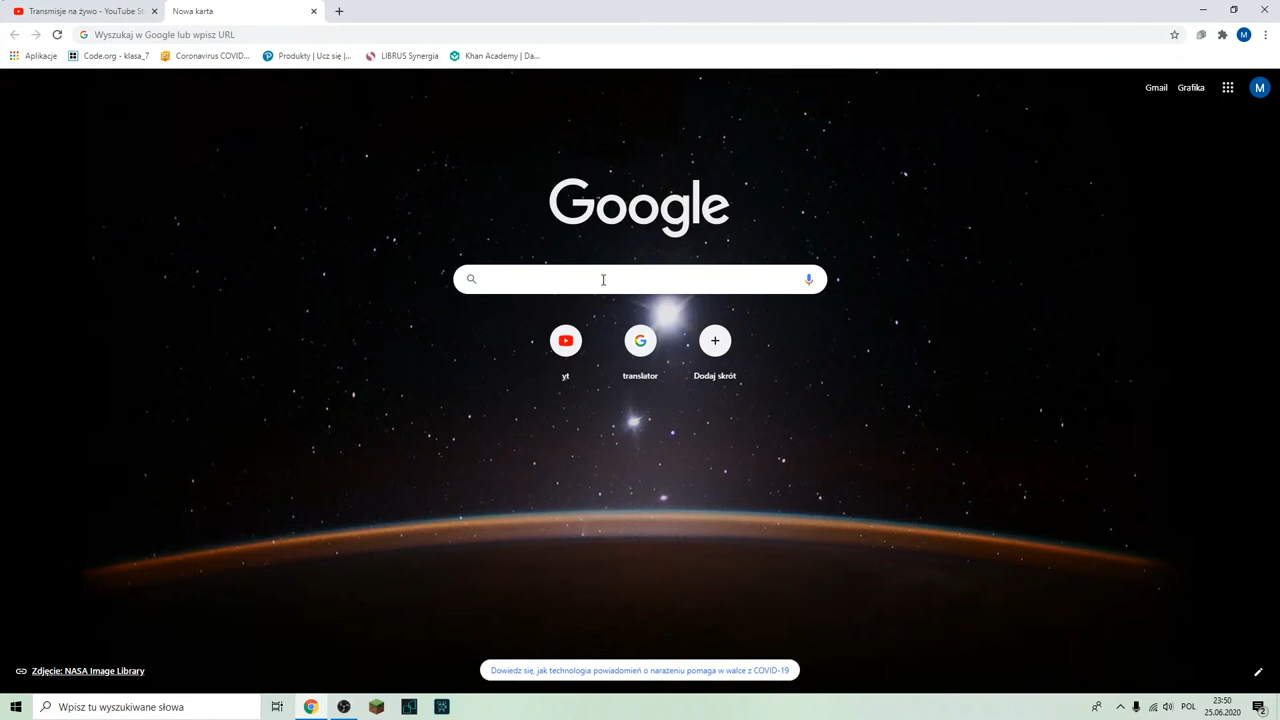 Transmisje na żywo - YouTube St
Nowa karta
Wyszukaj w Google lub wpisz URL
Aplikacje
Code.org - klasa_7
Coronavirus COVID...
Produkty | Ucz się |...
LIBRUS Synergia
Khan Academy | Da...
M
Gmail
Grafika
M
Google
yt
translator
Dodaj skrót
Zdjęcie: NASA Image Library
Dowiedz się, jak technologia powiadomień o narażeniu pomaga w walce z COVID-19
Wpisz tu wyszukiwane słowa
POL
23:50
25.06.2020
2